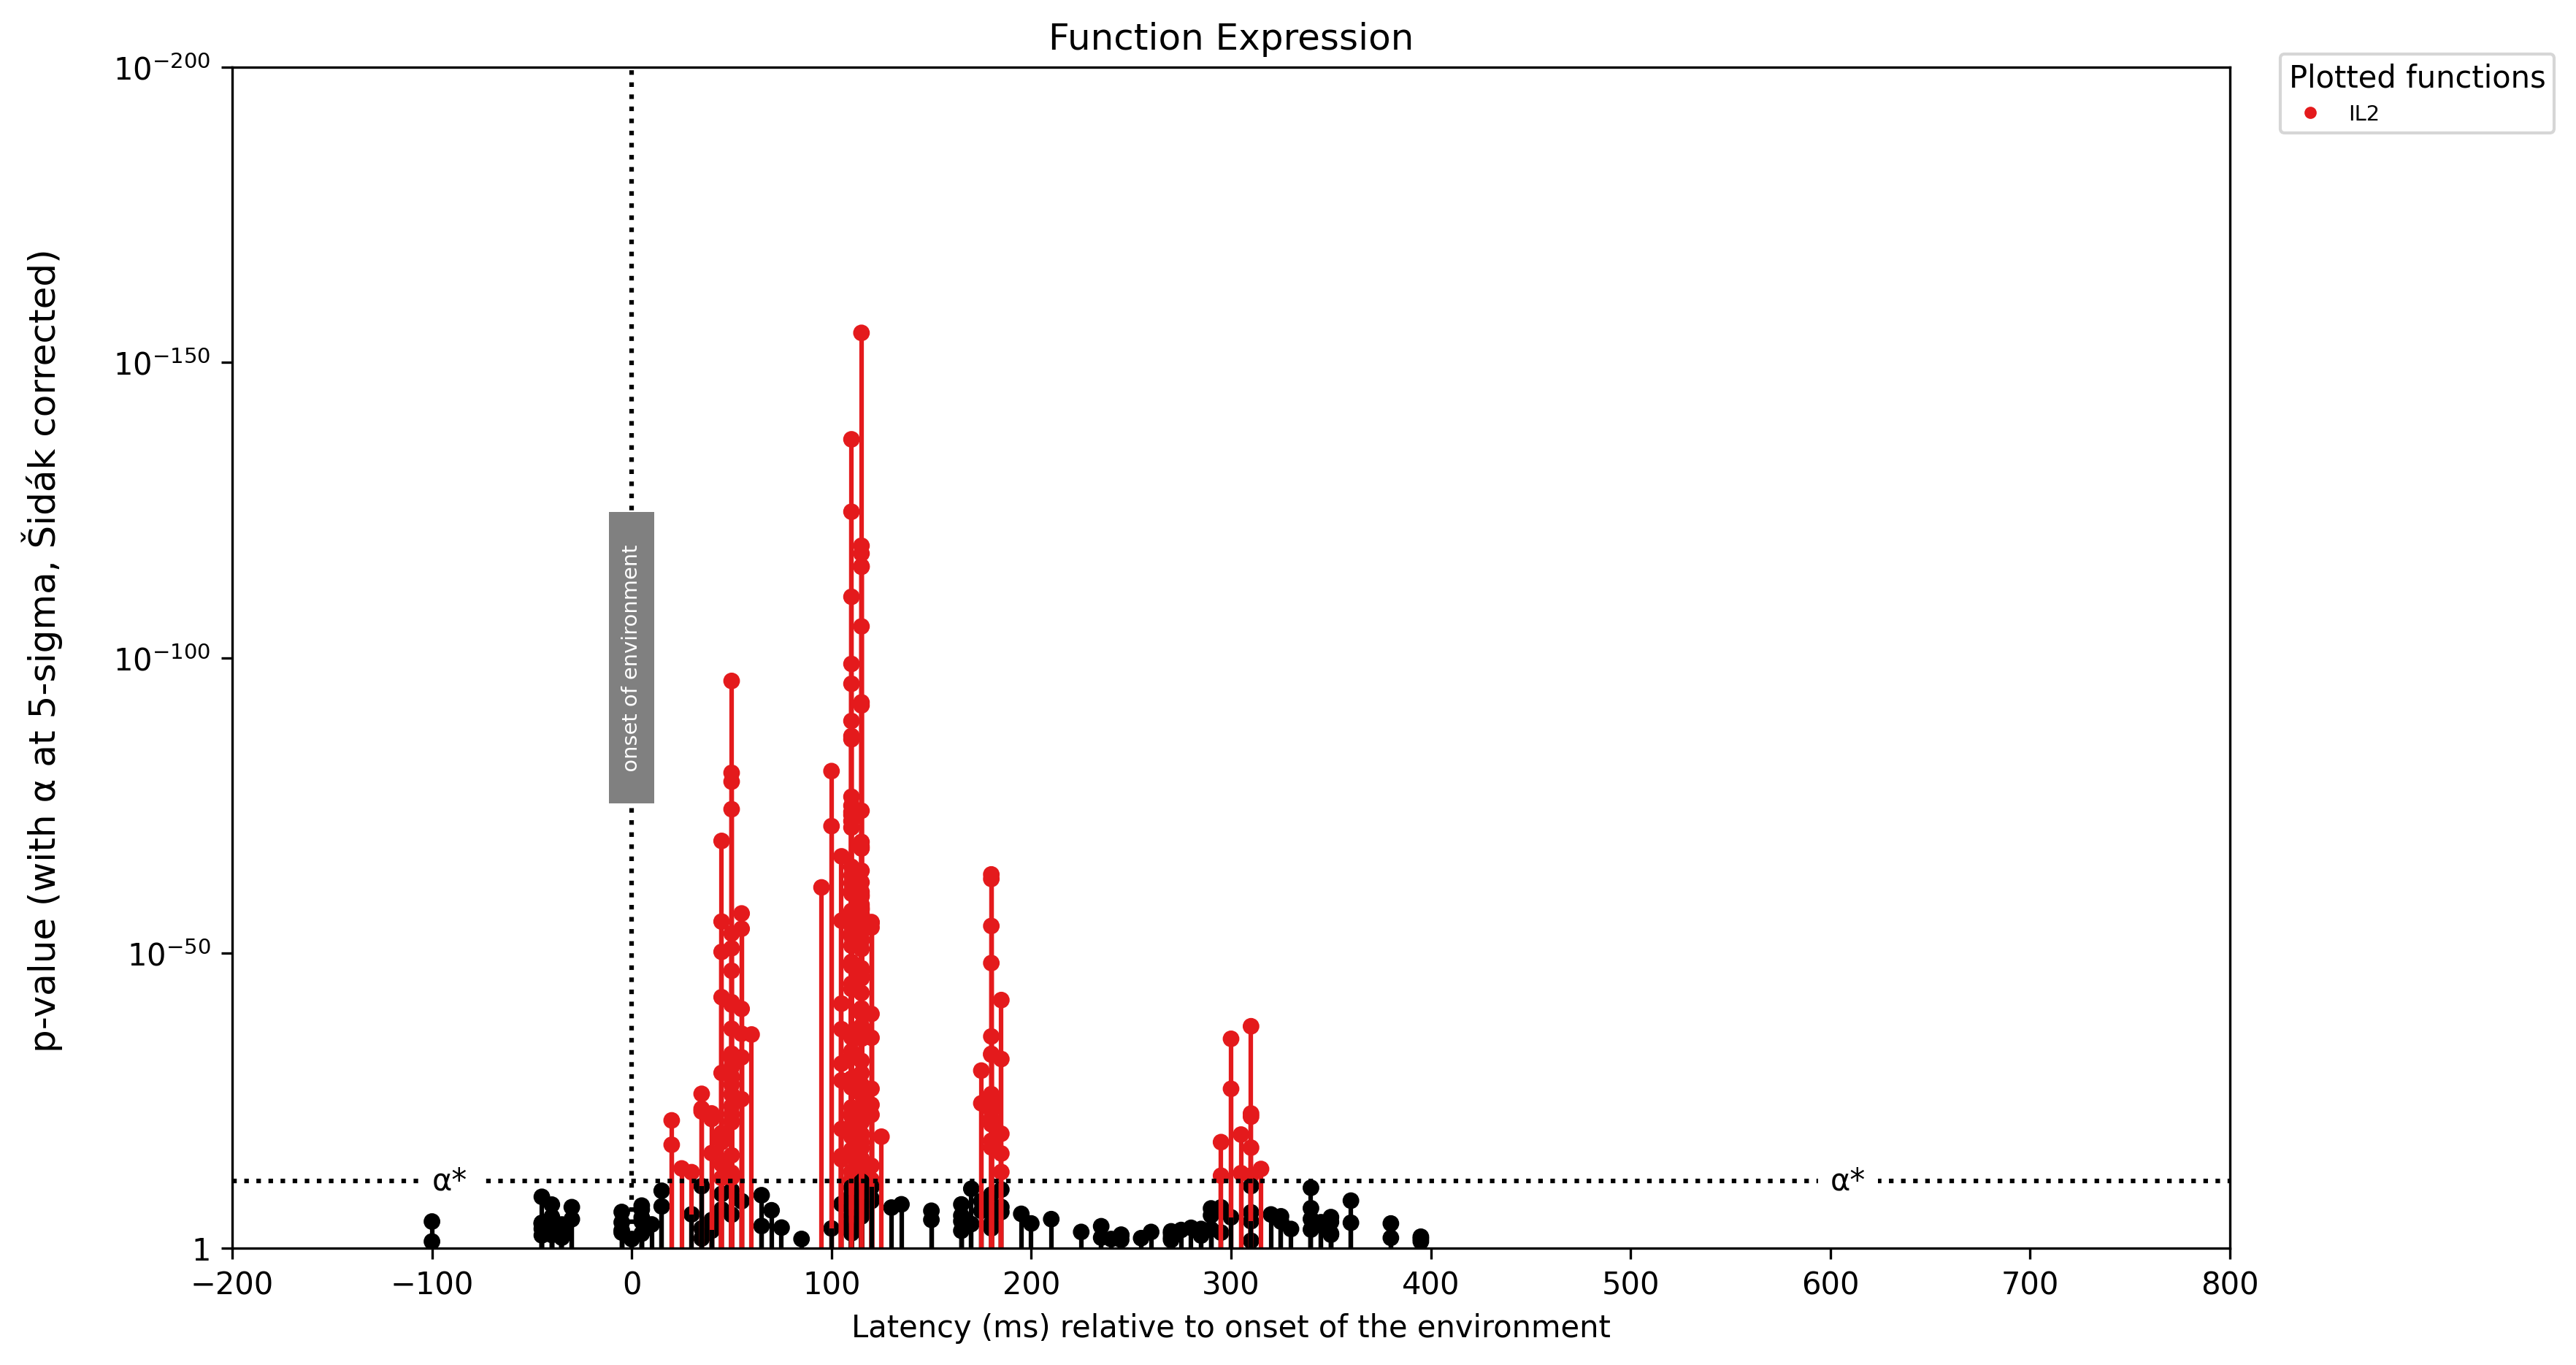 Function Expression
Plotted functions
IL2
10⁻²⁰⁰
10⁻¹⁵⁰
10⁻¹⁰⁰
10⁻⁵⁰
1
p-value (with α at 5-sigma, Šidák corrected)
onset of environment
α*
α*
−200 −100 0 100 200 300 400 500 600 700 800
Latency (ms) relative to onset of the environment